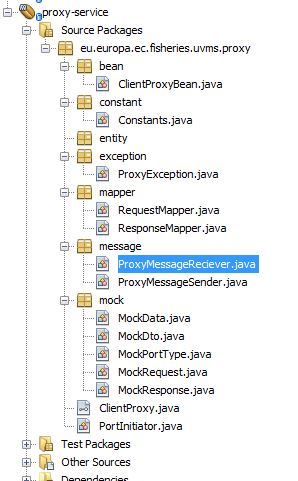 proxy-service
Source Packages
eu.europa.ec.fisheries.uvms.proxy
bean
ClientProxyBean.java
constant
Constants.java
entity
exception
ProxyException.java
mapper
RequestMapper.java
ResponseMapper.java
message
ProxyMessageReciever.java
ProxyMessageSender.java
mock
MockData.java
MockDto.java
MockPortType.java
MockRequest.java
MockResponse.java
ClientProxy.java
PortInitiator.java
Test Packages
Other Sources
Dependencies